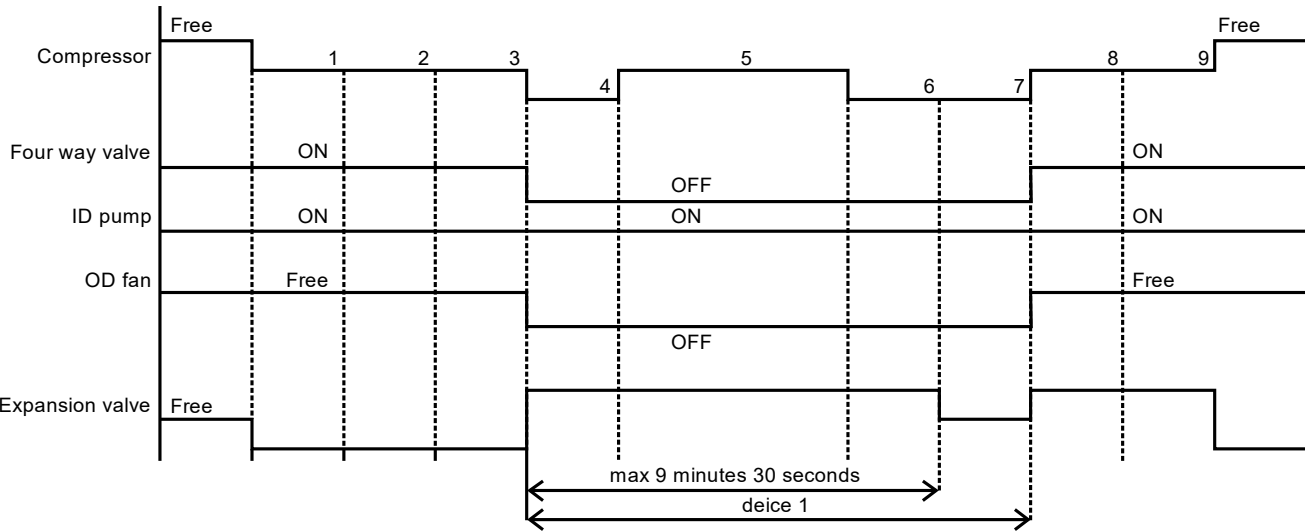 Free Free
Compressor 1 2 3 5 8 9
4 6 7
Four way valve ON ON
OFF
ID pump ON ON ON
OD fan Free Free
OFF
Expansion valve Free
max 9 minutes 30 seconds
deice 1